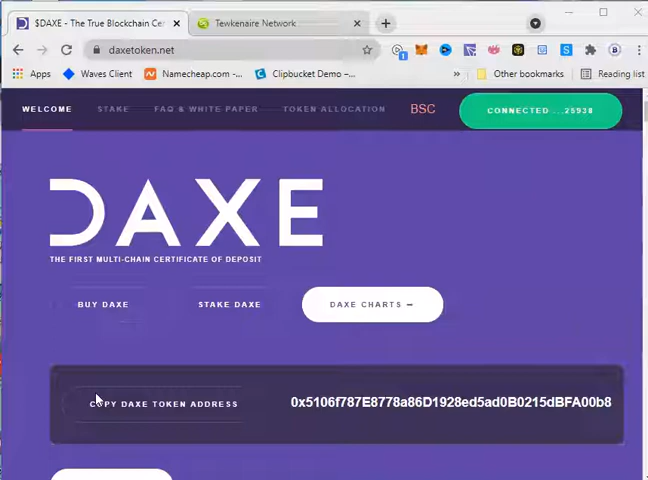 $DAXE - The True Blockchain Cer
Tewkenaire Network
daxetoken.net
Apps
Waves Client
Namecheap.com -...
Clipbucket Demo –...
Other bookmarks
Reading list
WELCOME
STAKE
FAQ & WHITE PAPER
TOKEN ALLOCATION
BSC
CONNECTED ...25938
DAXE
THE FIRST MULTI-CHAIN CERTIFICATE OF DEPOSIT
BUY DAXE
STAKE DAXE
DAXE CHARTS –
COPY DAXE TOKEN ADDRESS
0x5106f787E8778a86D1928ed5ad0B0215dBFA00b8